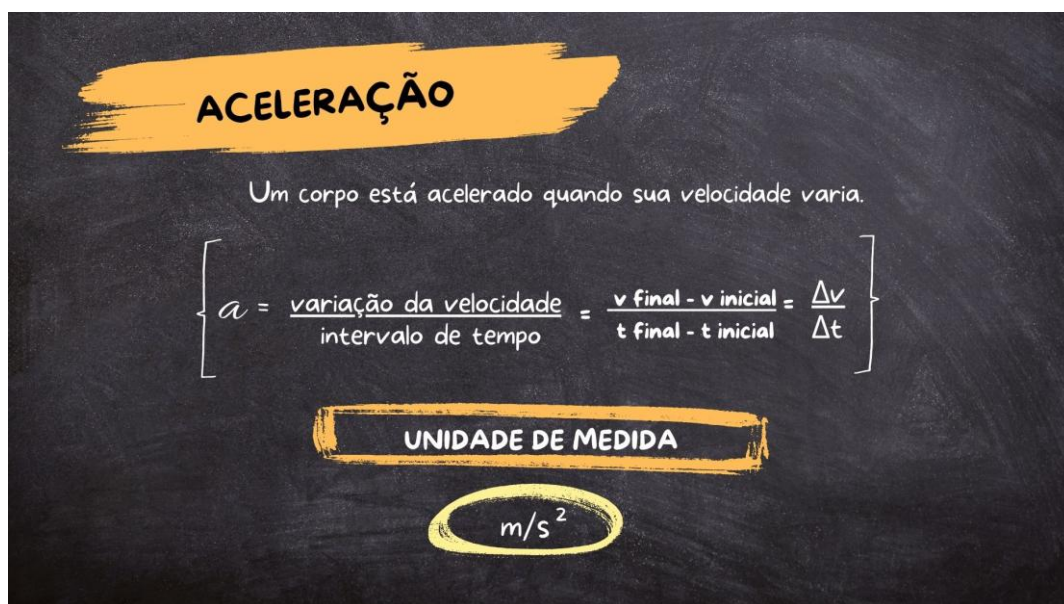 ACELERAÇÃO
Um corpo está acelerado quando sua velocidade varia.
a = variação da velocidade / intervalo de tempo = v final - v inicial / t final - t inicial = Δv / Δt
UNIDADE DE MEDIDA
m/s²